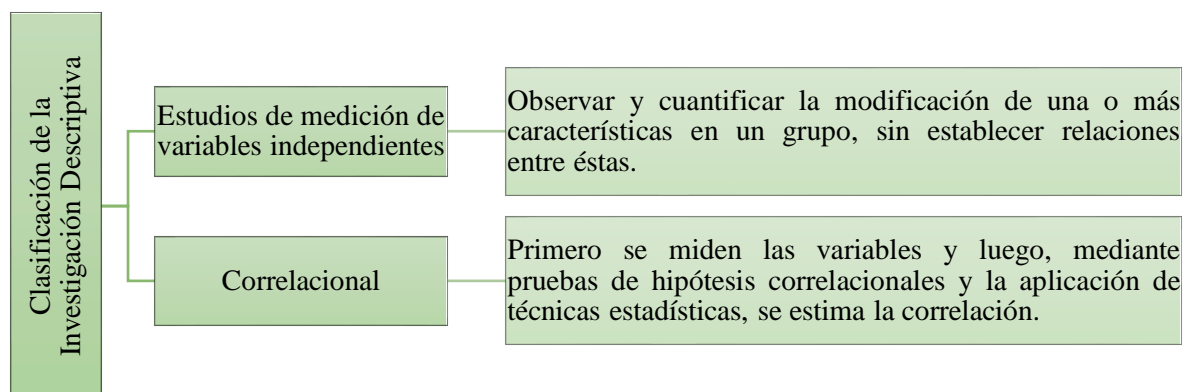 Clasificación de la
Investigación Descriptiva
Estudios de medición de
variables independientes
Observar y cuantificar la modificación de una o más
características en un grupo, sin establecer relaciones
entre éstas.
Correlacional
Primero se miden las variables y luego, mediante
pruebas de hipótesis correlacionales y la aplicación de
técnicas estadísticas, se estima la correlación.